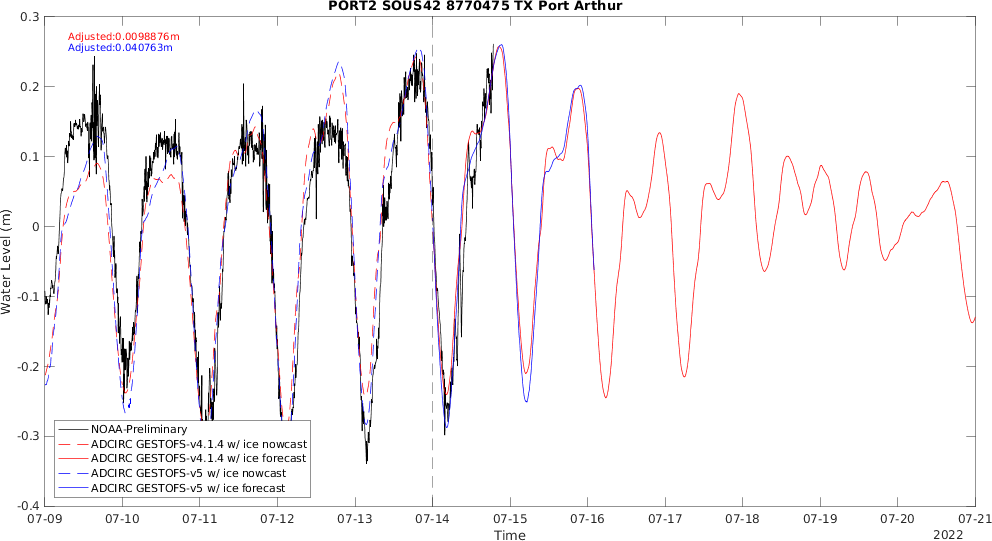 PORT2 SOUS42 8770475 TX Port Arthur
Adjusted:0.0098876m
Adjusted:0.040763m
0.3
0.2
0.1
0
-0.1
-0.2
-0.3
-0.4
Water Level (m)
NOAA-Preliminary
ADCIRC GESTOFS-v4.1.4 w/ ice nowcast
ADCIRC GESTOFS-v4.1.4 w/ ice forecast
ADCIRC GESTOFS-v5 w/ ice nowcast
ADCIRC GESTOFS-v5 w/ ice forecast
07-09 07-10 07-11 07-12 07-13 07-14 07-15 07-16 07-17 07-18 07-19 07-20 07-21
Time
2022